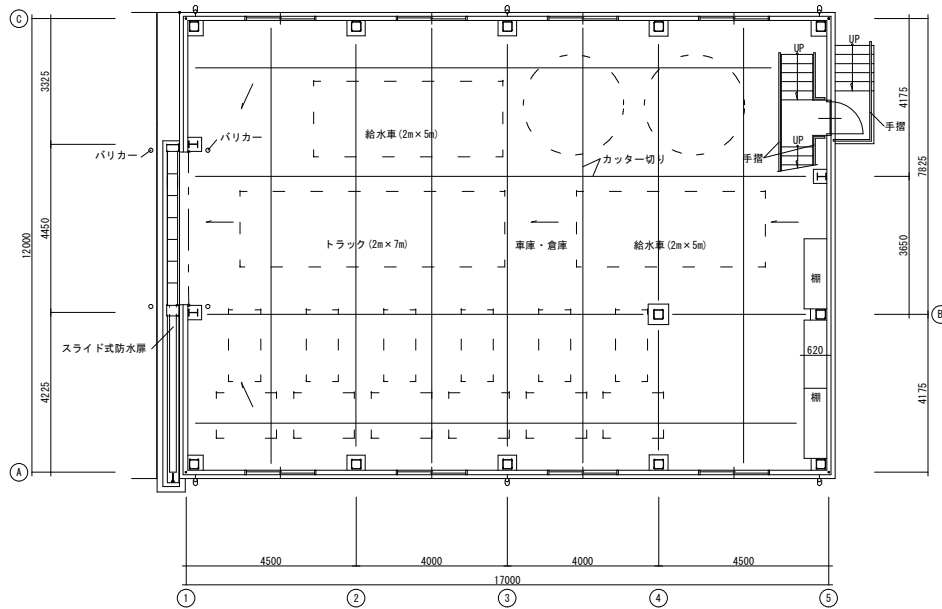 C
UP
UP
3325
4175
給水車(2m×5m)
手摺
バリカー
バリカー
カッター切り
手摺
UP
7825
12000
4450
3650
トラック(2m×7m)
車庫・倉庫
給水車(2m×5m)
棚
B
スライド式防水扉
620
4225
棚
4175
A
4500
4000
4000
4500
17000
1
2
3
4
5